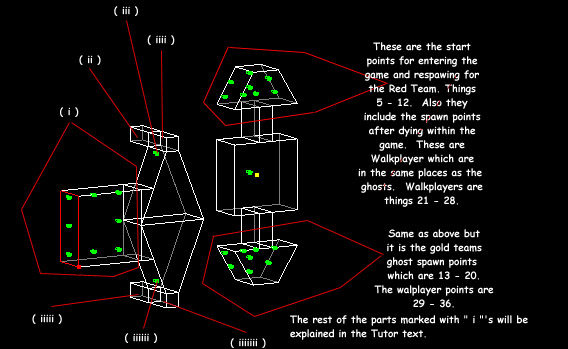 ( iii )
( iiii )
( ii )
( i )
These are the start
points for entering the
game and respawing for
the Red Team. Things
5 - 12. Also they
include the spawn points
after dying within the
game. These are
Walkplayer which are
in the same places as the
ghosts. Walkplayers are
things 21 - 28.
Same as above but
it is the gold teams
ghost spawn points
which are 13 - 20.
The walplayer points are
29 - 36.
( iiiii )
( iiiiii )
( iiiiiii )
The rest of the parts marked with " i "'s will be
explained in the Tutor text.